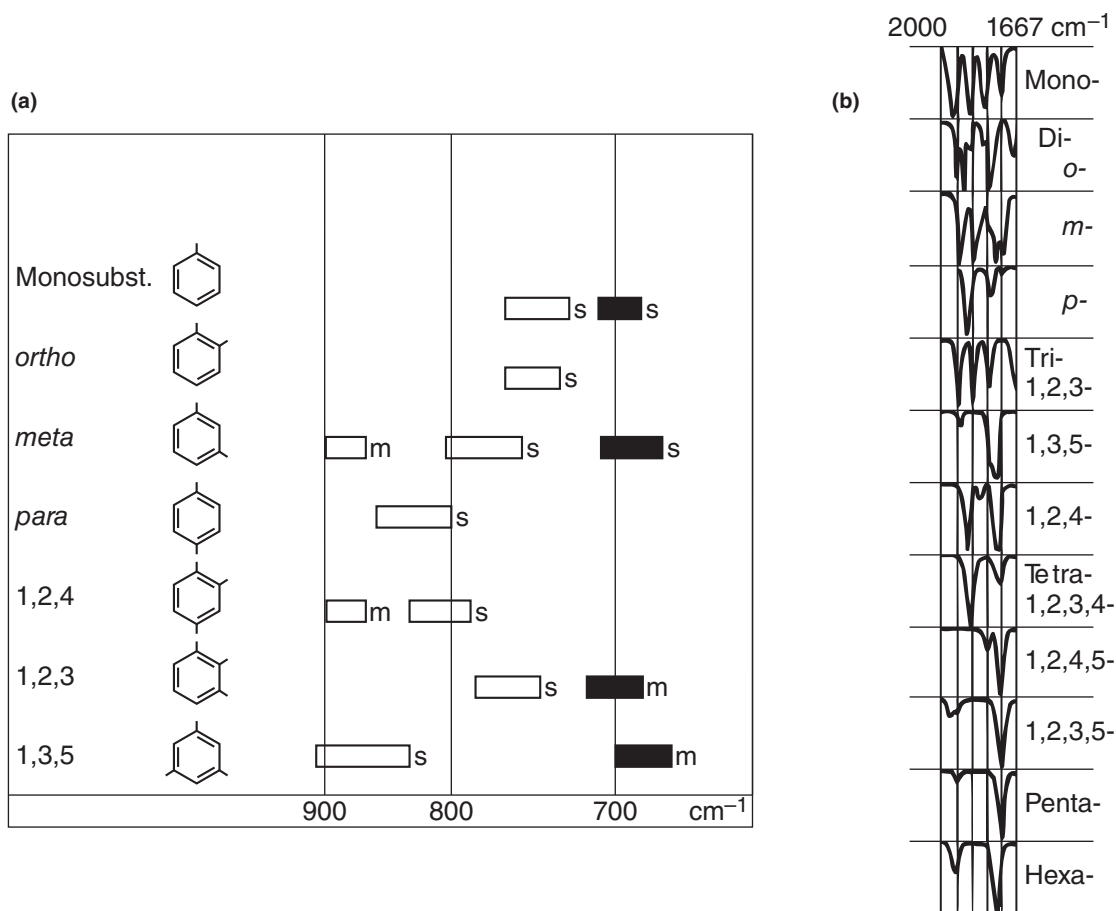 (a)
Monosubst.
s
s
ortho
s
meta
m
s
s
para
s
1,2,4
m
s
1,2,3
s
m
1,3,5
s
m
900
800
700
cm−1
(b)
2000
1667 cm−1
Mono-
Di-
o-
m-
p-
Tri-
1,2,3-
1,3,5-
1,2,4-
Tetra-
1,2,3,4-
1,2,4,5-
1,2,3,5-
Penta-
Hexa-